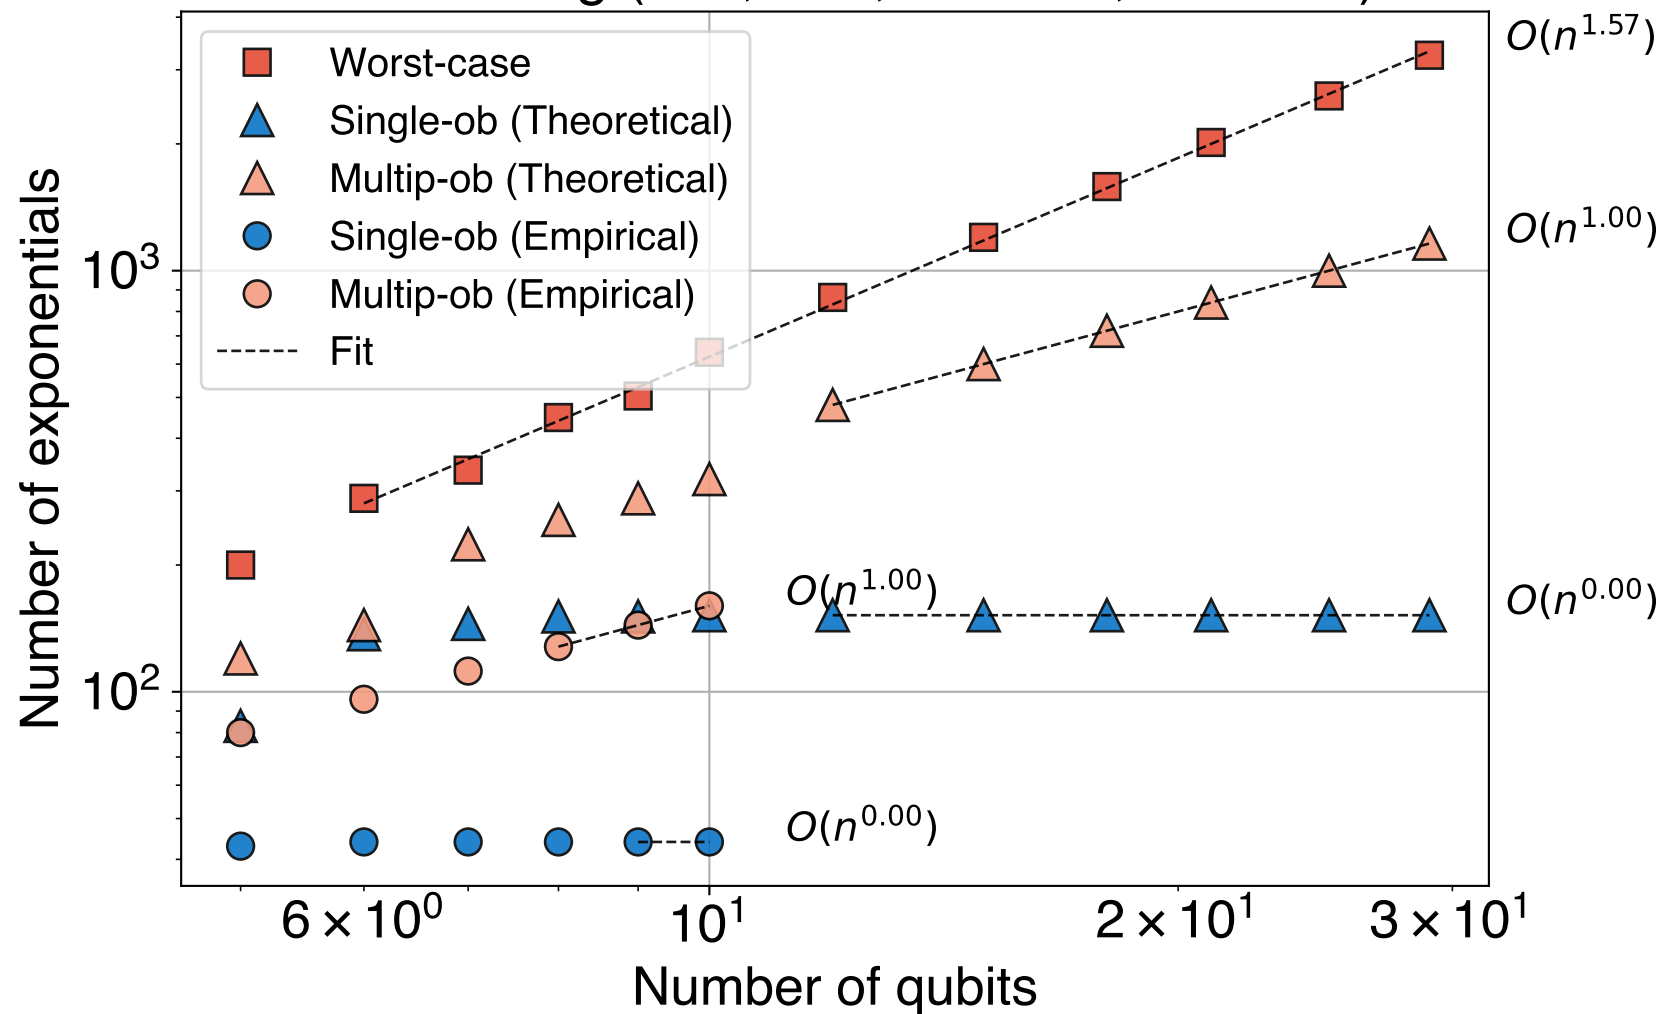 Worst-case
Single-ob (Theoretical)
Multip-ob (Theoretical)
Single-ob (Empirical)
Multip-ob (Empirical)
Fit
O(n^1.57)
O(n^1.00)
O(n^1.00)
O(n^0.00)
O(n^0.00)
Number of exponentials
10^3
10^2
6×10^0
10^1
2×10^1
3×10^1
Number of qubits